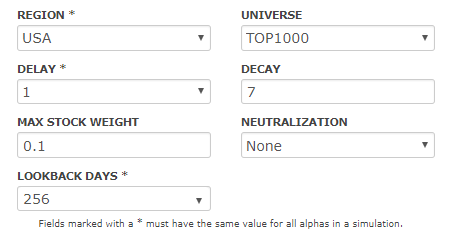 REGION * UNIVERSE
USA TOP1000
DELAY * DECAY
1 7
MAX STOCK WEIGHT NEUTRALIZATION
0.1 None
LOOKBACK DAYS *
256
Fields marked with a * must have the same value for all alphas in a simulation.